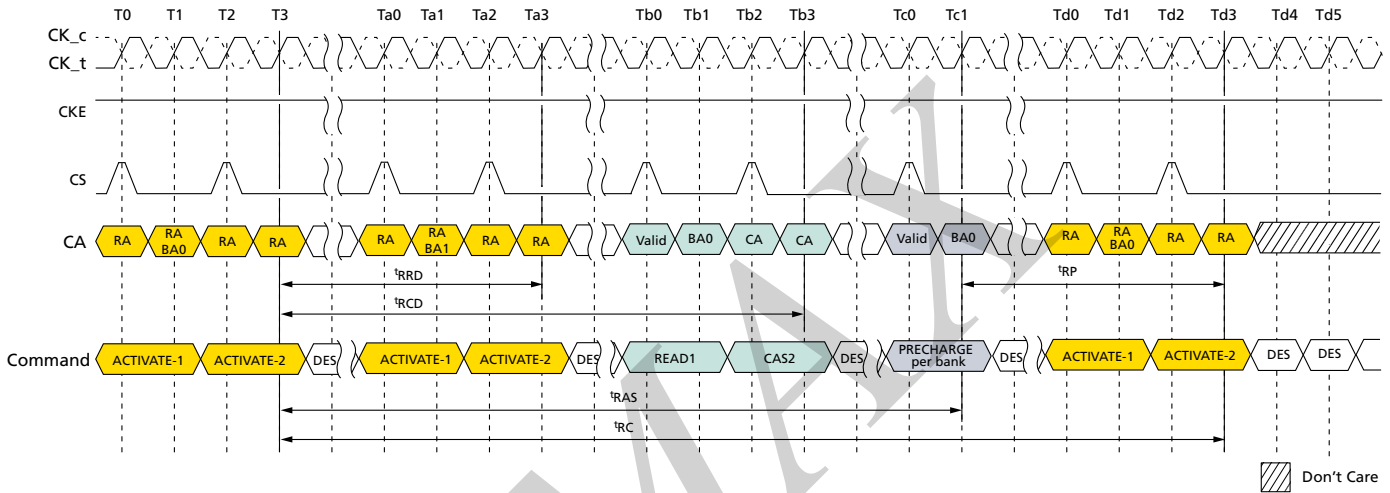 T0 T1 T2 T3 Ta0 Ta1 Ta2 Ta3 Tb0 Tb1 Tb2 Tb3 Tc0 Tc1 Td0 Td1 Td2 Td3 Td4 Td5
CK_c
CK_t
CKE
CS
CA RA RA BA0 RA RA RA RA BA1 RA RA Valid BA0 CA CA Valid BA0 RA RA BA0 RA RA
tRRD tRP
tRCD
Command ACTIVATE-1 ACTIVATE-2 DES ACTIVATE-1 ACTIVATE-2 DES READ1 CAS2 DES PRECHARGE per bank DES ACTIVATE-1 ACTIVATE-2 DES DES
tRAS
tRC
Don't Care
MAX